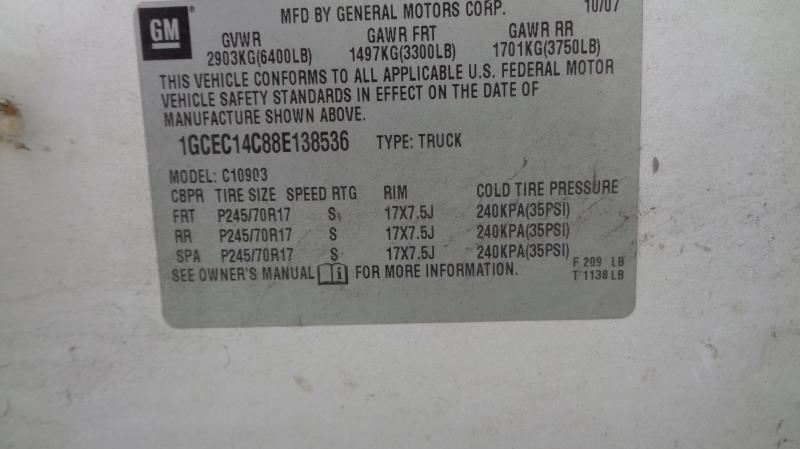 GM
MFD BY GENERAL MOTORS CORP. 10/07
GVWR GAWR FRT GAWR RR
2903KG(6400LB) 1497KG(3300LB) 1701KG(3750LB)
THIS VEHICLE CONFORMS TO ALL APPLICABLE U.S. FEDERAL MOTOR
VEHICLE SAFETY STANDARDS IN EFFECT ON THE DATE OF
MANUFACTURE SHOWN ABOVE.
1GCEC14C88E138536 TYPE: TRUCK
MODEL: C10903
CBPR TIRE SIZE SPEED RTG RIM COLD TIRE PRESSURE
FRT P245/70R17 S 17X7.5J 240KPA(35PSI)
RR P245/70R17 S 17X7.5J 240KPA(35PSI)
SPA P245/70R17 S 17X7.5J 240KPA(35PSI)
SEE OWNER'S MANUAL FOR MORE INFORMATION.
F 209 LB
T 1138 LB